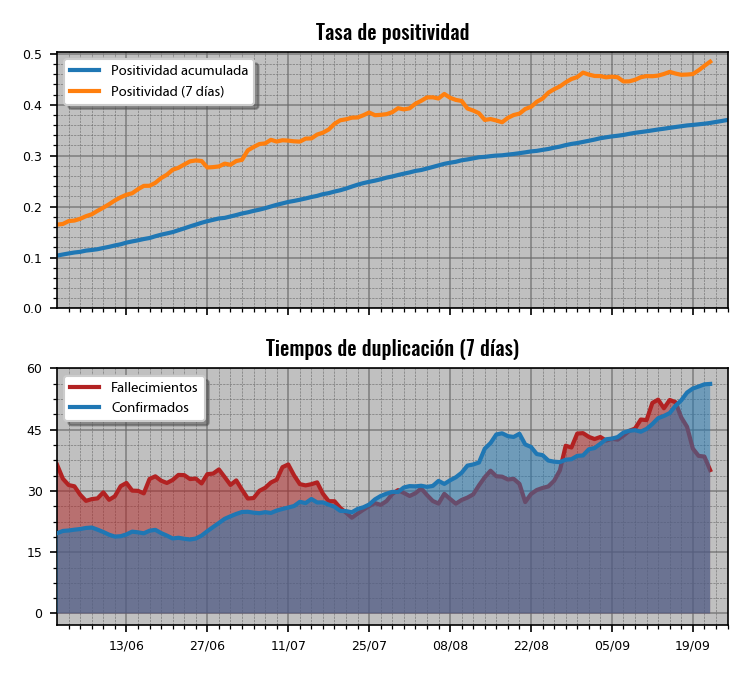 Tasa de positividad
0.5
0.4
0.3
0.2
0.1
0.0
Positividad acumulada
Positividad (7 días)
Tiempos de duplicación (7 días)
60
45
30
15
0
Fallecimientos
Confirmados
13/06 27/06 11/07 25/07 08/08 22/08 05/09 19/09